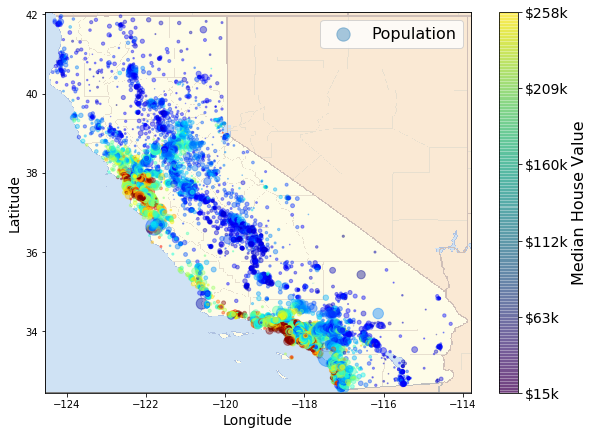 Population
42
40
38
36
34
Latitude
−124
−122
−120
−118
−116
−114
Longitude
$258k
$209k
$160k
$112k
$63k
$15k
Median House Value